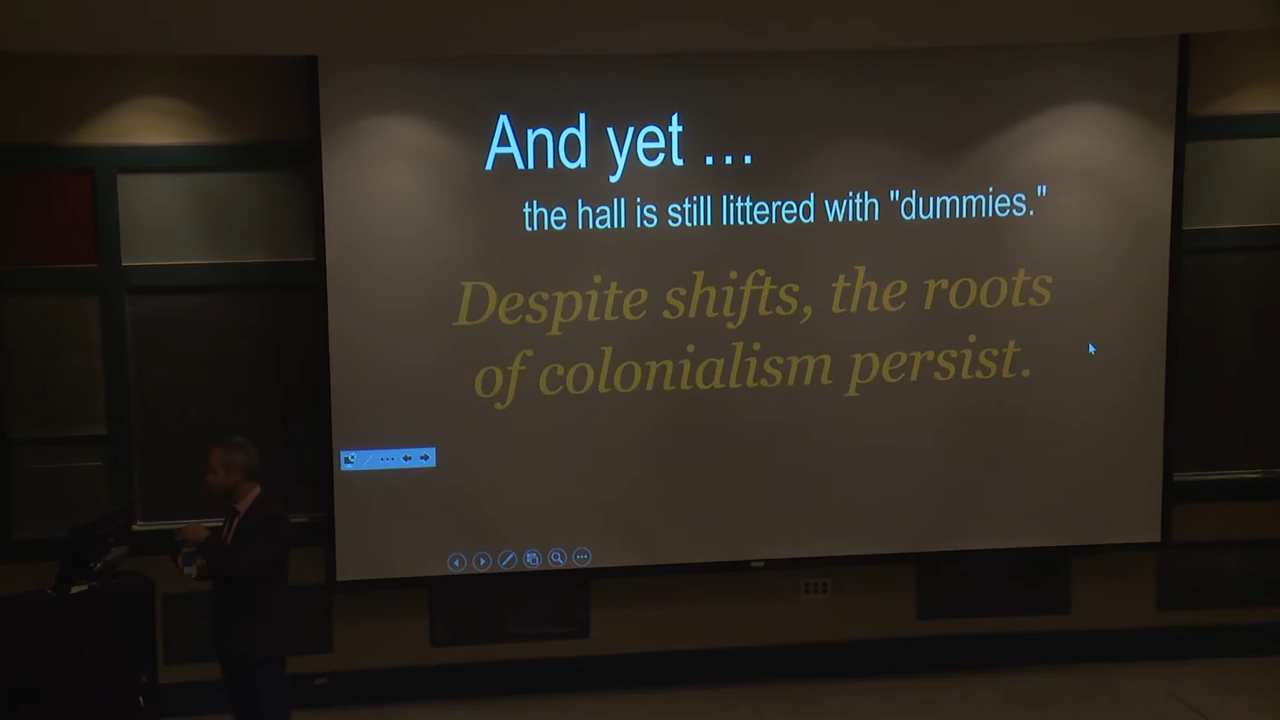 And yet ...
the hall is still littered with "dummies."
Despite shifts, the roots
of colonialism persist.